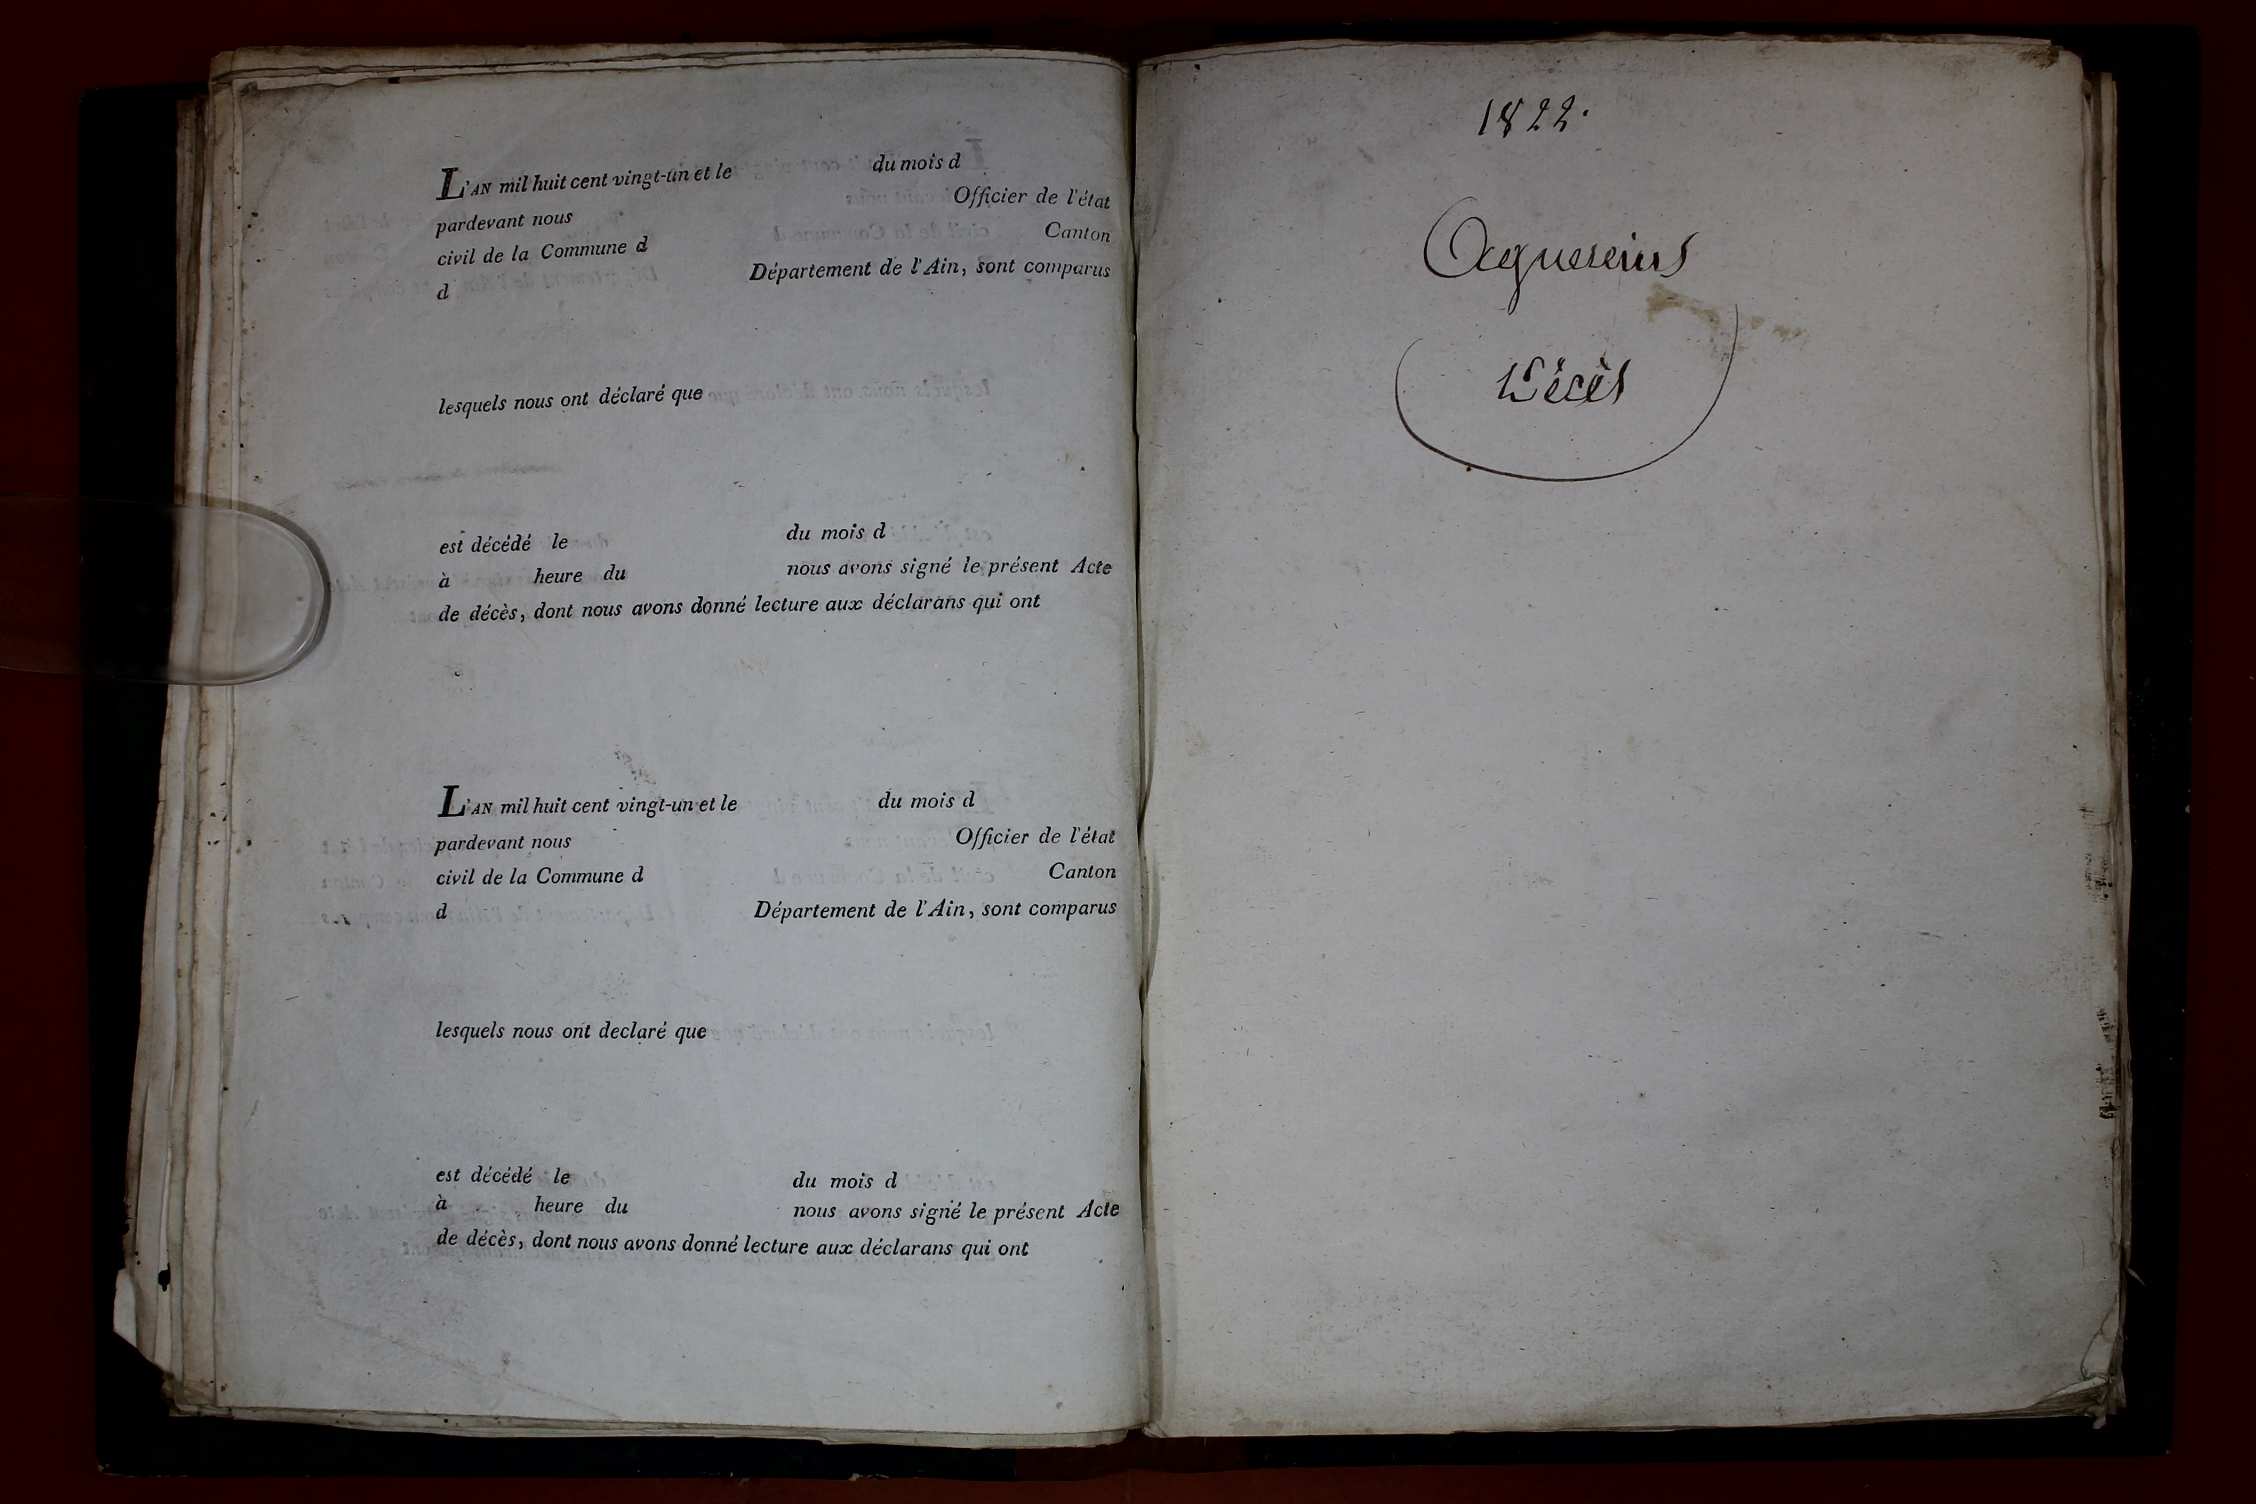 L'AN mil huit cent vingt-un et le du mois d
pardevant nous Officier de l'état
civil de la Commune d Canton
d Département de l'Ain, sont comparus
lesquels nous ont déclaré que
est décédé le du mois d
à heure du nous avons signé le présent Acte
de décès, dont nous avons donné lecture aux déclarans qui ont
L'AN mil huit cent vingt-un et le du mois d
pardevant nous Officier de l'état
civil de la Commune d Canton
d Département de l'Ain, sont comparus
lesquels nous ont declaré que
est décédé le du mois d
à heure du nous avons signé le présent Acte
de décès, dont nous avons donné lecture aux déclarans qui ont
1822.
Décès